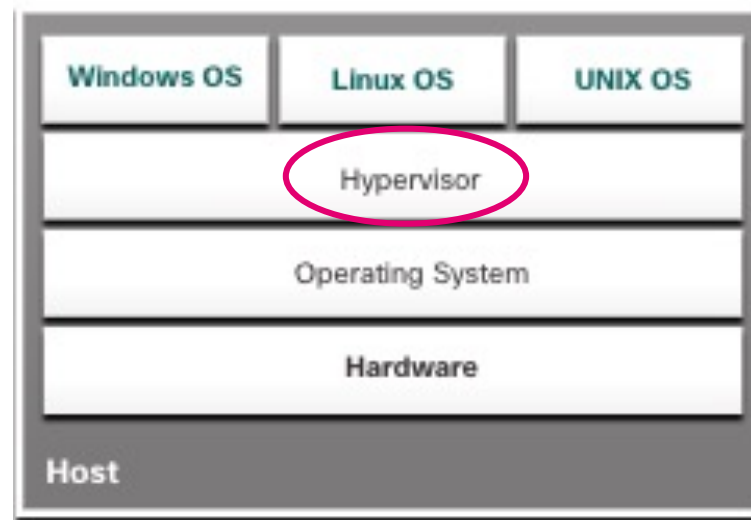 Windows OS
Linux OS
UNIX OS
Hypervisor
Operating System
Hardware
Host